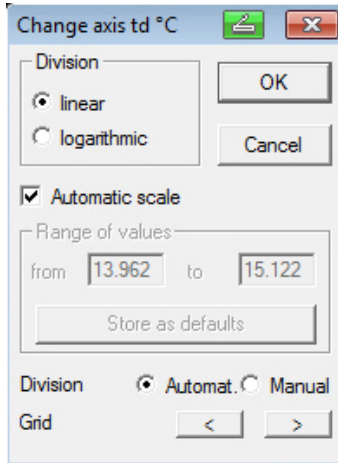 Change axis td °C
Division
linear
logarithmic
OK
Cancel
Automatic scale
Range of values
from 13.962 to 15.122
Store as defaults
Division Automat. Manual
Grid < >